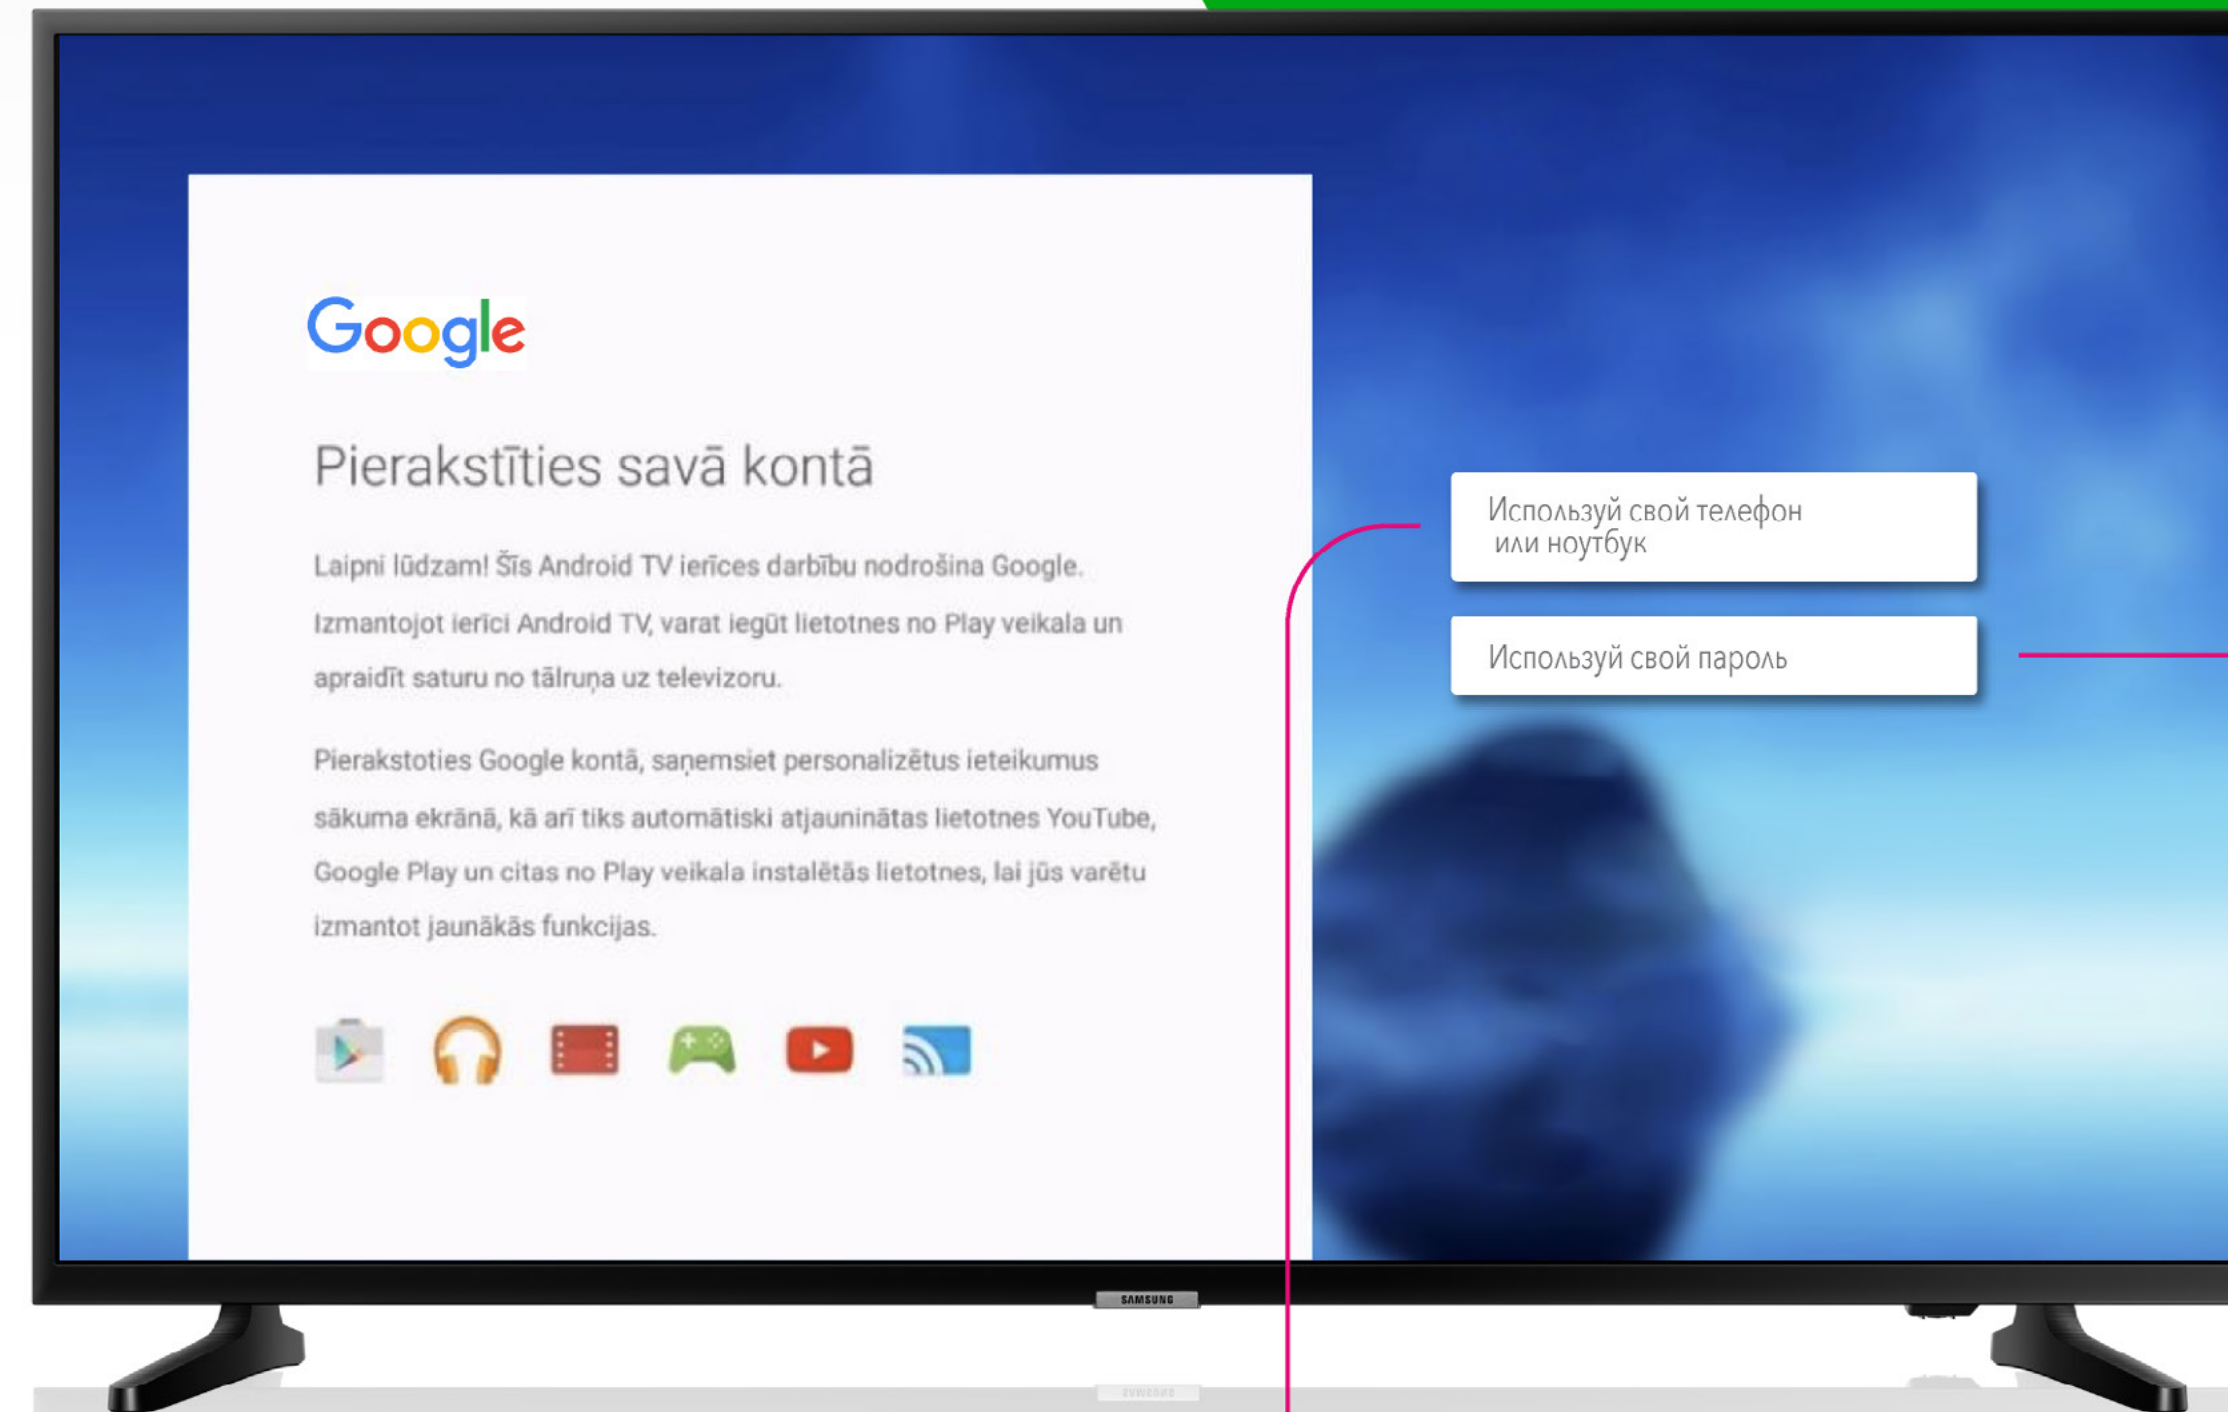 Google
Pierakstīties savā kontā
Laipni lūdzam! Šīs Android TV ierīces darbību nodrošina Google.
Izmantojot ierīci Android TV, varat iegūt lietotnes no Play veikala un
apraidīt saturu no tālruņa uz televizoru.
Pierakstoties Google kontā, saņemsiet personalizētus ieteikumus
sākuma ekrānā, kā arī tiks automātiski atjauninātas lietotnes YouTube,
Google Play un citas no Play veikala instalētās lietotnes, lai jūs varētu
izmantot jaunākās funkcijas.
Используй свой телефон
или ноутбук
Используй свой пароль
SAMSUNG